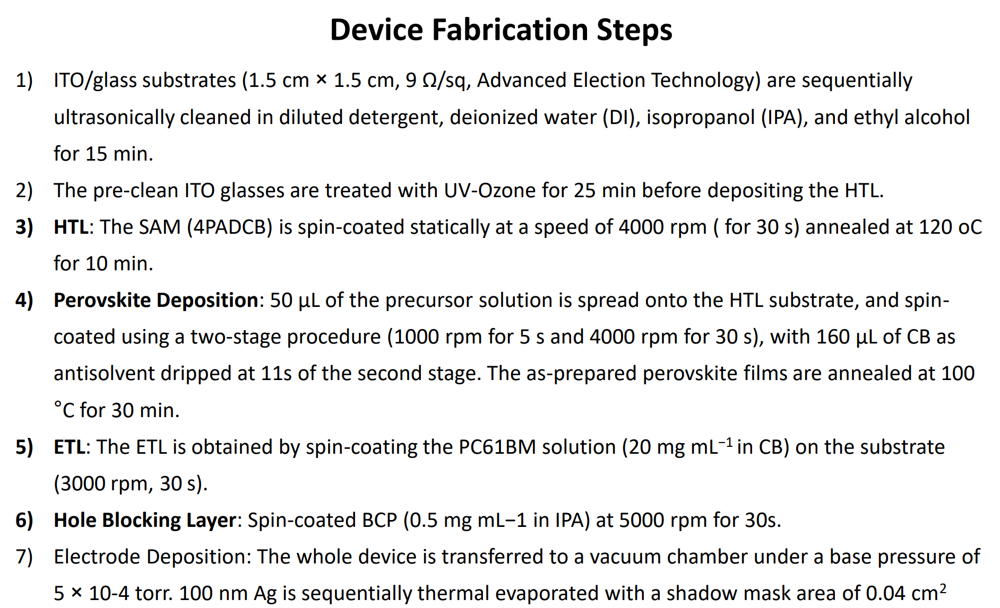 Device Fabrication Steps
1) ITO/glass substrates (1.5 cm × 1.5 cm, 9 Ω/sq, Advanced Election Technology) are sequentially
ultrasonically cleaned in diluted detergent, deionized water (DI), isopropanol (IPA), and ethyl alcohol
for 15 min.
2) The pre-clean ITO glasses are treated with UV-Ozone for 25 min before depositing the HTL.
3) HTL: The SAM (4PADCB) is spin-coated statically at a speed of 4000 rpm ( for 30 s) annealed at 120 oC
for 10 min.
4) Perovskite Deposition: 50 µL of the precursor solution is spread onto the HTL substrate, and spin-
coated using a two-stage procedure (1000 rpm for 5 s and 4000 rpm for 30 s), with 160 µL of CB as
antisolvent dripped at 11s of the second stage. The as-prepared perovskite films are annealed at 100
°C for 30 min.
5) ETL: The ETL is obtained by spin-coating the PC61BM solution (20 mg mL⁻¹ in CB) on the substrate
(3000 rpm, 30 s).
6) Hole Blocking Layer: Spin-coated BCP (0.5 mg mL−1 in IPA) at 5000 rpm for 30s.
7) Electrode Deposition: The whole device is transferred to a vacuum chamber under a base pressure of
5 × 10-4 torr. 100 nm Ag is sequentially thermal evaporated with a shadow mask area of 0.04 cm²